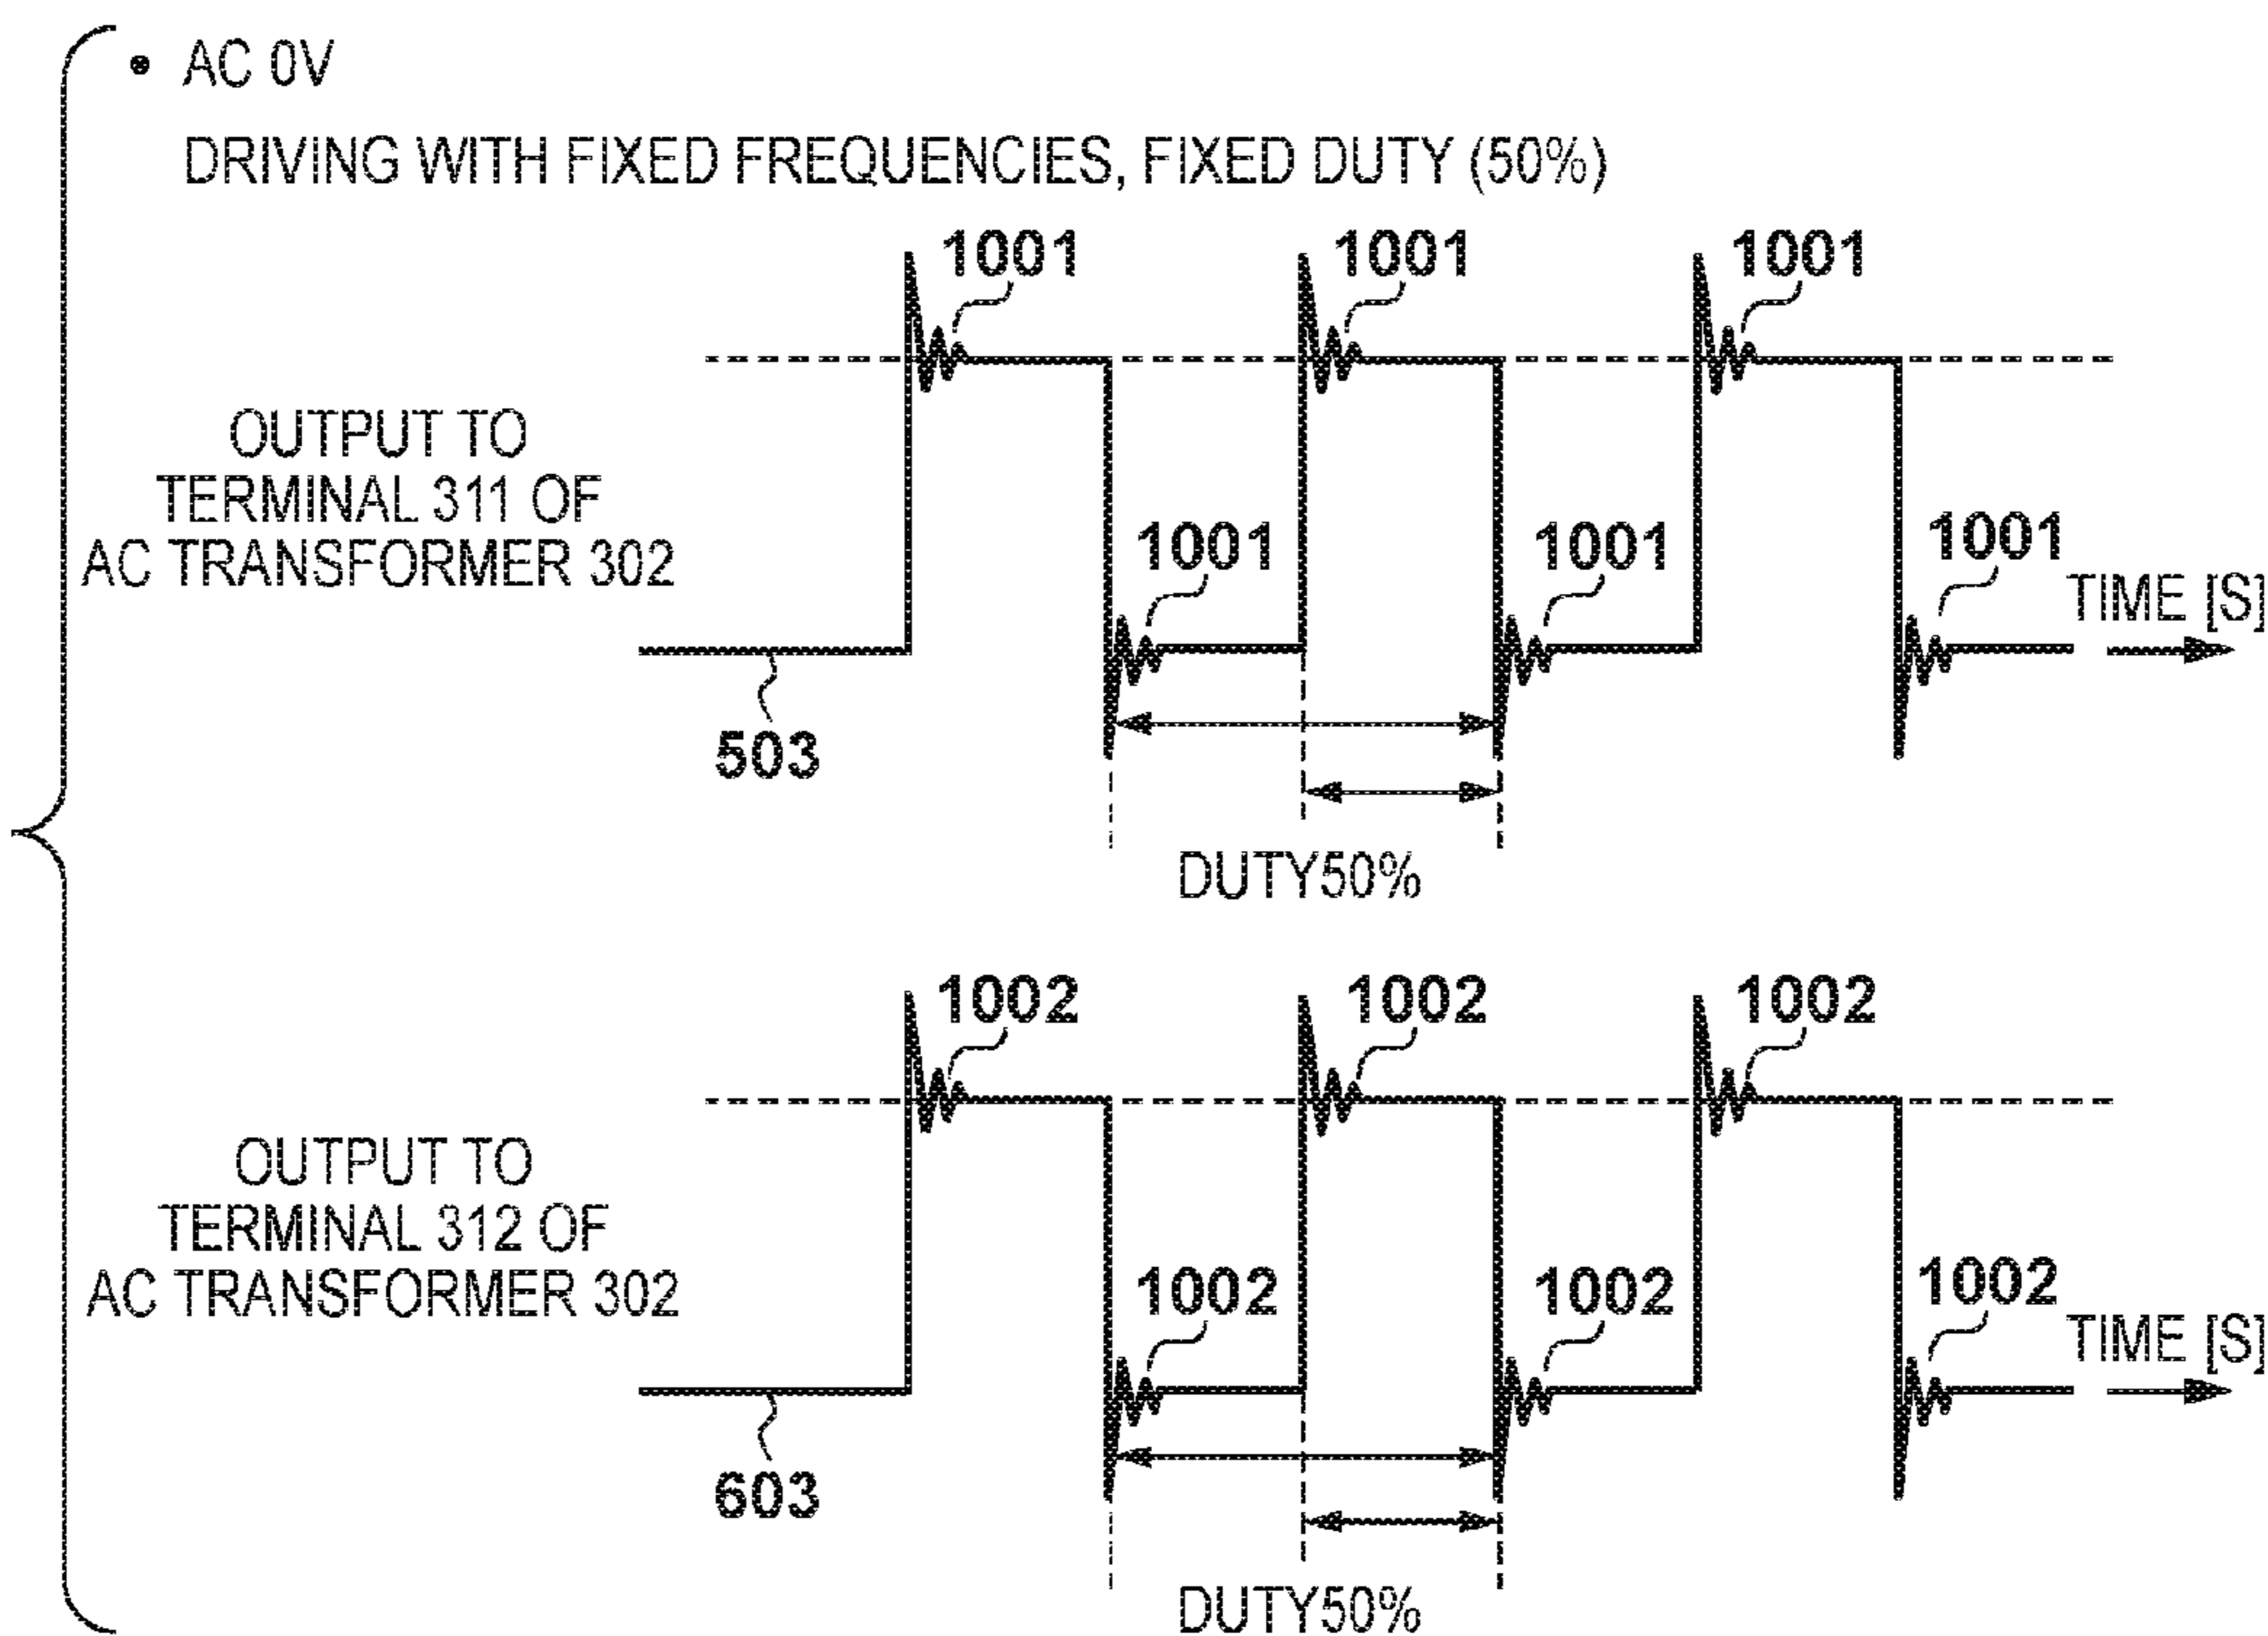 • AC 0V
DRIVING WITH FIXED FREQUENCIES, FIXED DUTY (50%)
1001 1001 1001
OUTPUT TO
TERMINAL 311 OF
AC TRANSFORMER 302
1001 1001 1001
TIME [S]
503
DUTY50%
1002 1002 1002
OUTPUT TO
TERMINAL 312 OF
AC TRANSFORMER 302
1002 1002 1002
TIME [S]
603
DUTY50%